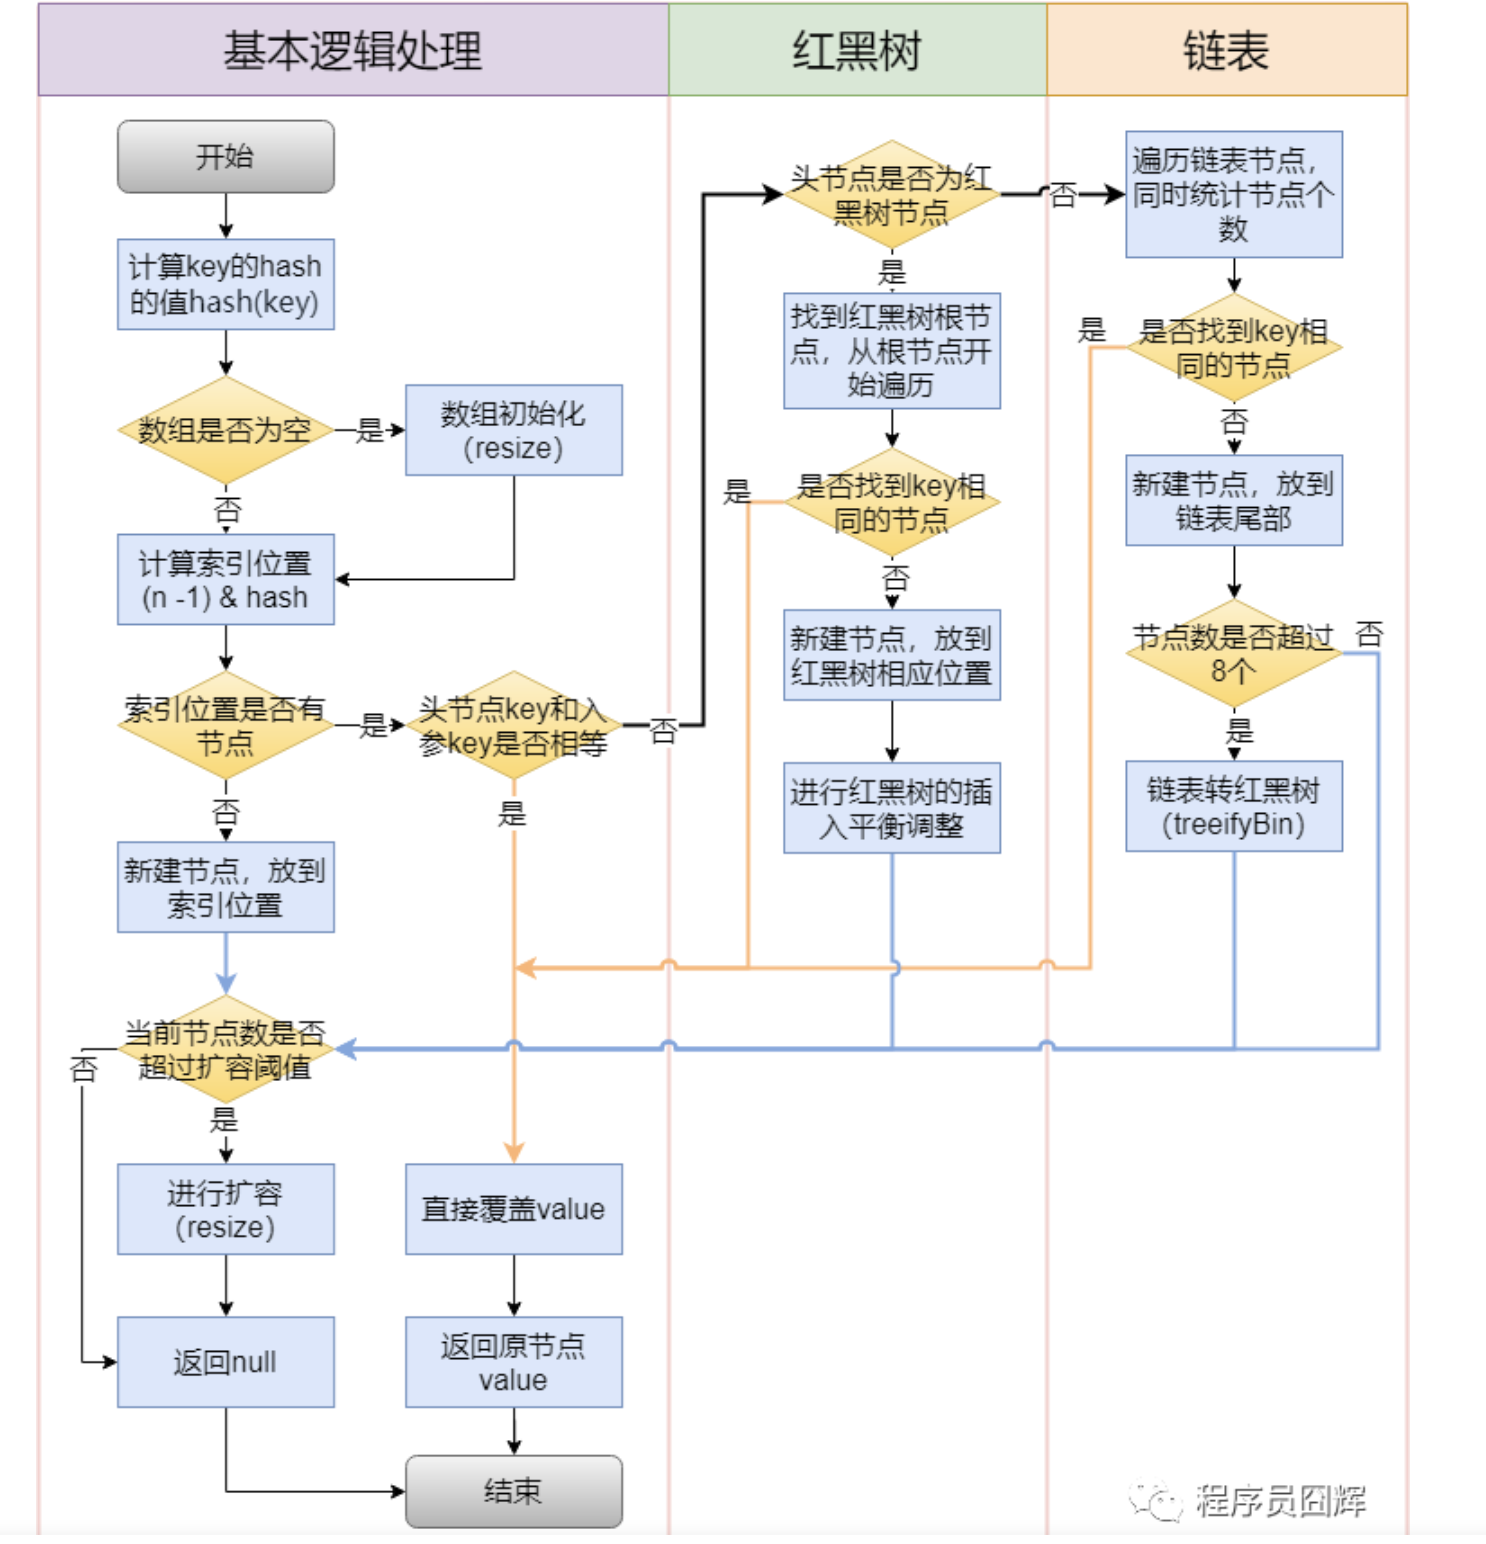 基本逻辑处理
红黑树
链表
开始
计算key的hash
的值hash(key)
数组是否为空
是
数组初始化
（resize）
否
计算索引位置
(n -1) & hash
索引位置是否有
节点
是
头节点key和入
参key是否相等
否
是
否
新建节点，放到
索引位置
当前节点数是否
超过扩容阈值
否
是
进行扩容
（resize）
返回null
直接覆盖value
返回原节点
value
结束
头节点是否为红
黑树节点
否
是
找到红黑树根节
点，从根节点开
始遍历
是否找到key相
同的节点
是
否
新建节点，放到
红黑树相应位置
进行红黑树的插
入平衡调整
遍历链表节点，
同时统计节点个
数
是否找到key相
同的节点
是
否
新建节点，放到
链表尾部
节点数是否超过
8个
否
是
链表转红黑树
（treeifyBin）
程序员囧辉